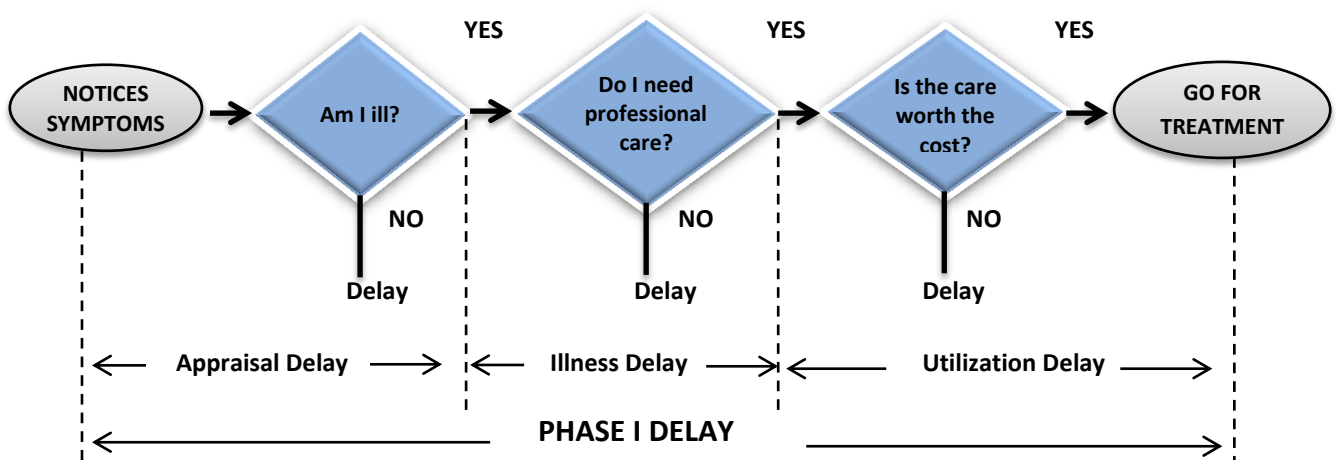 YES
YES
YES
NOTICES
SYMPTOMS
Am I ill?
Do I need
professional
care?
Is the care
worth the
cost?
GO FOR
TREATMENT
NO
NO
NO
Delay
Delay
Delay
Appraisal Delay
Illness Delay
Utilization Delay
PHASE I DELAY